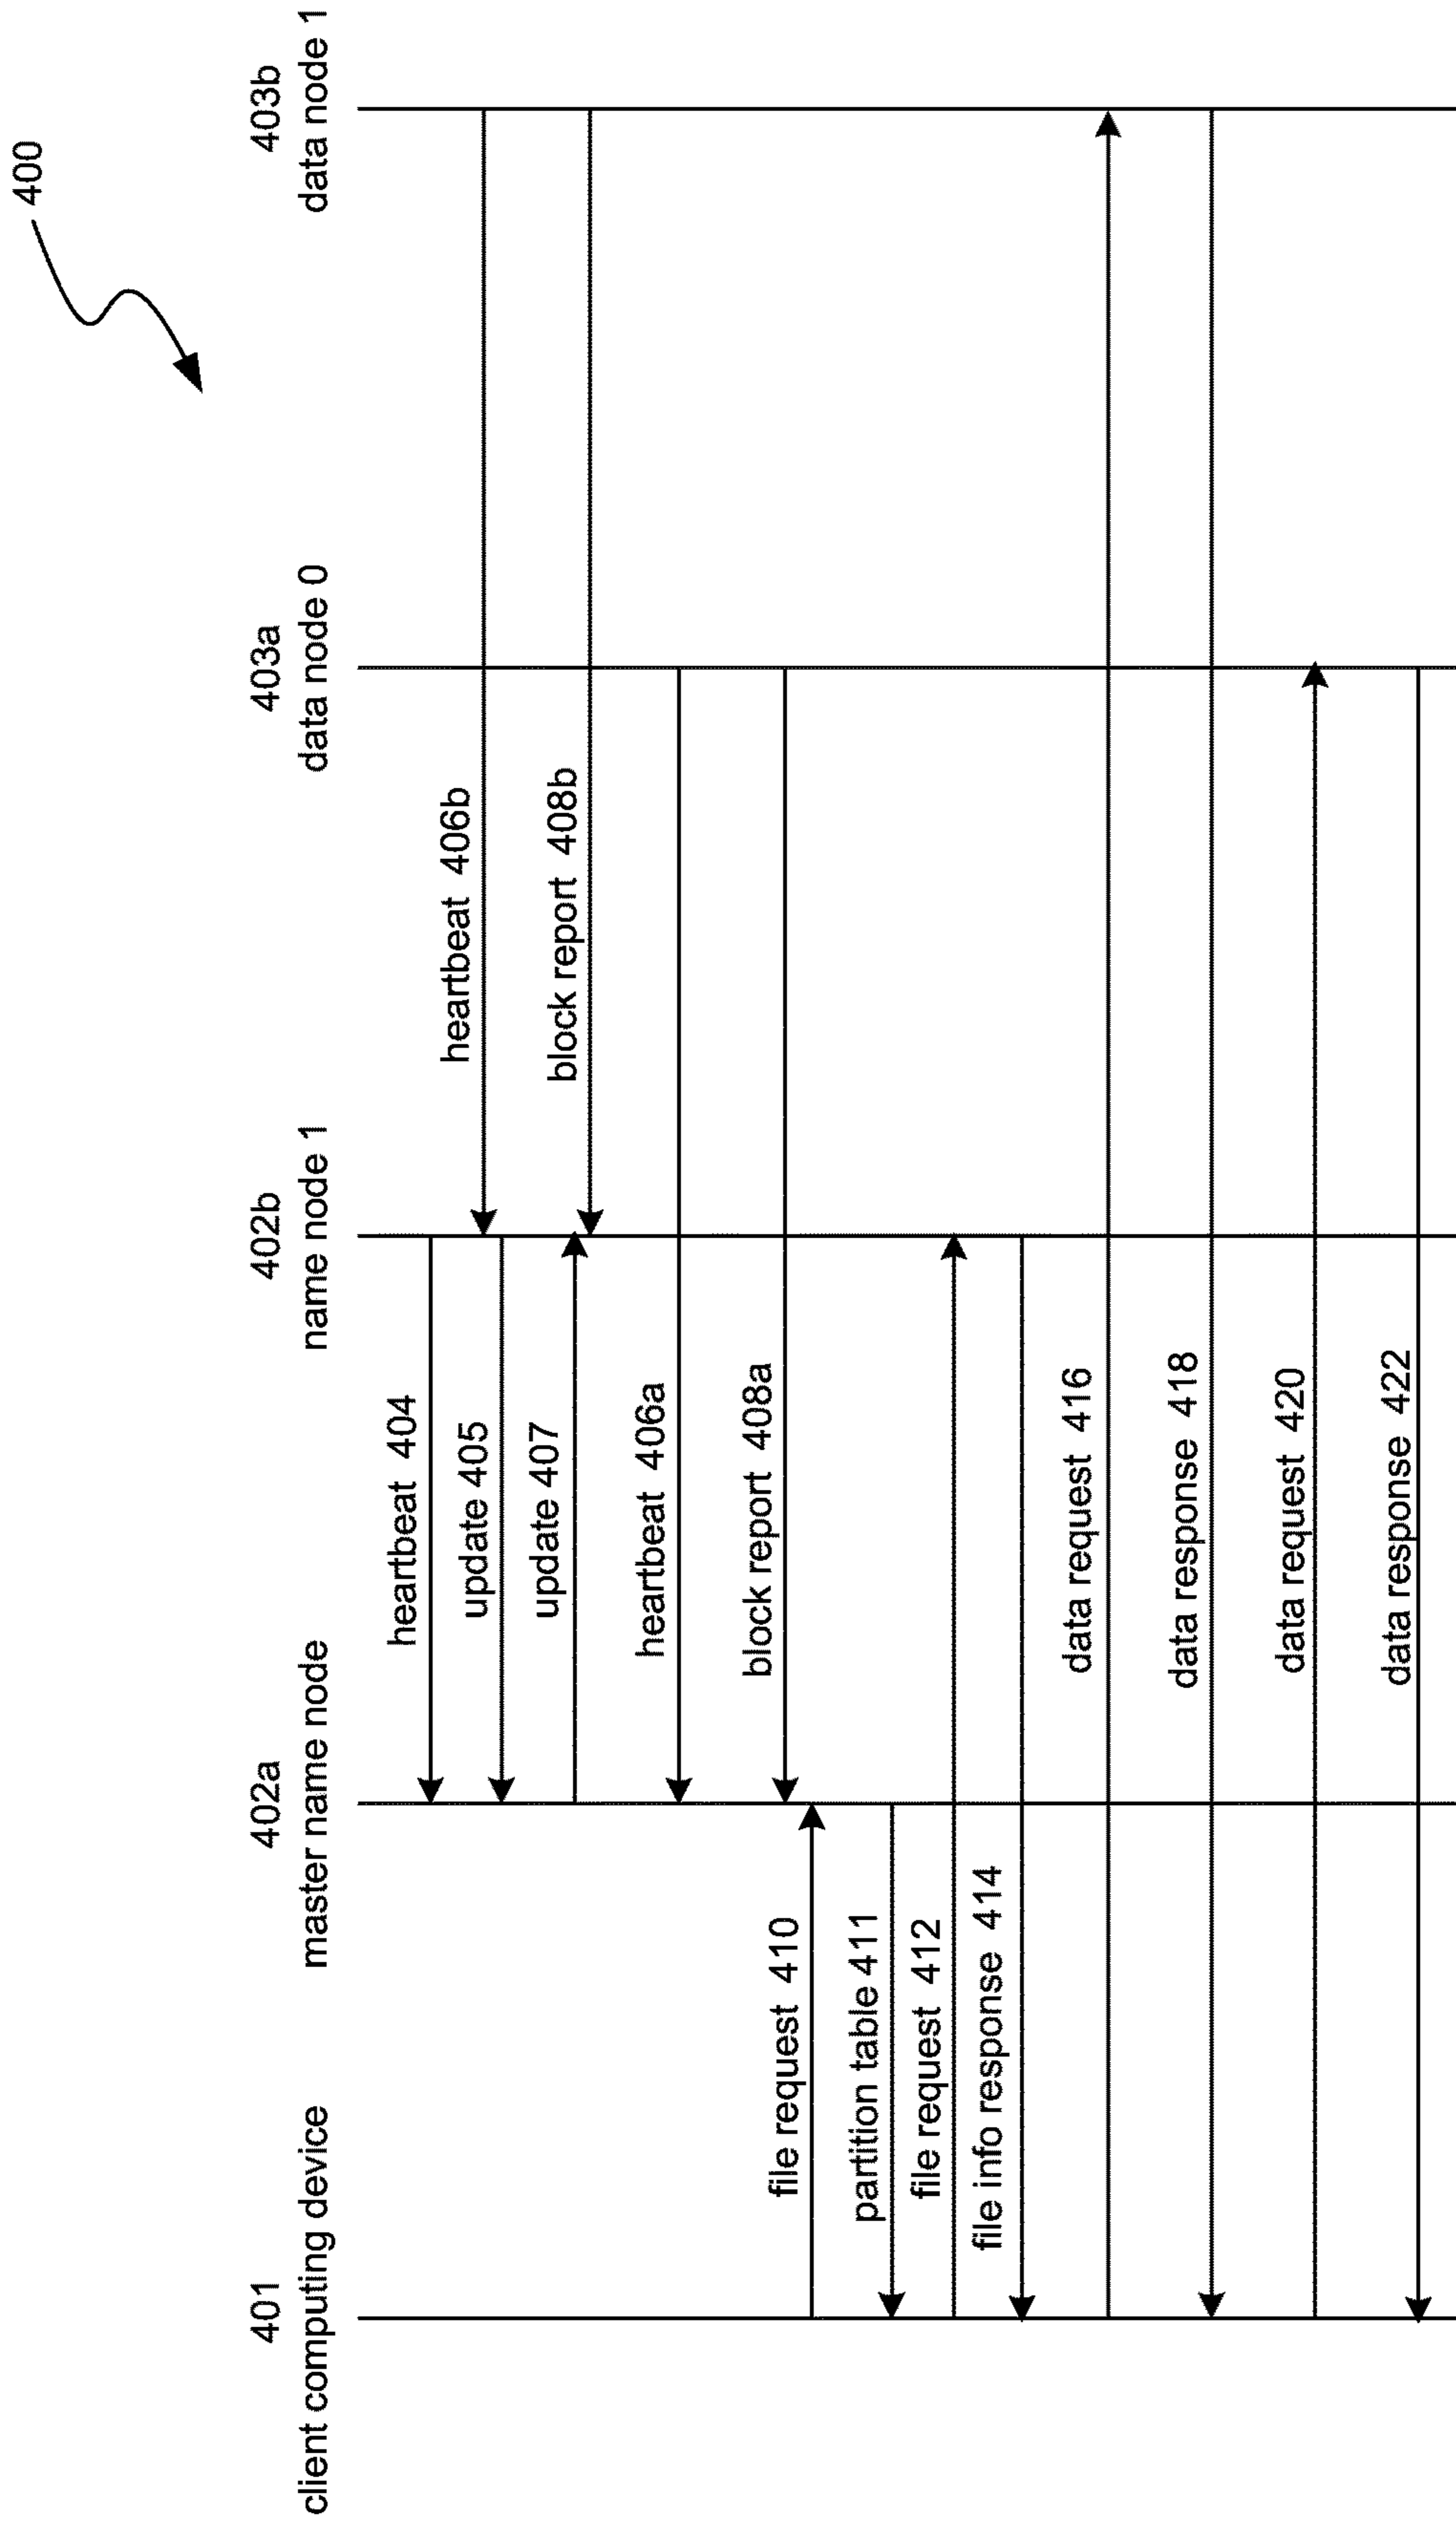 400
401
client computing device
402a
master name node
402b
name node 1
403a
data node 0
403b
data node 1
heartbeat 404
heartbeat 406b
update 405
update 407
block report 408b
heartbeat 406a
block report 408a
file request 410
partition table 411
file request 412
file info response 414
data request 416
data response 418
data request 420
data response 422